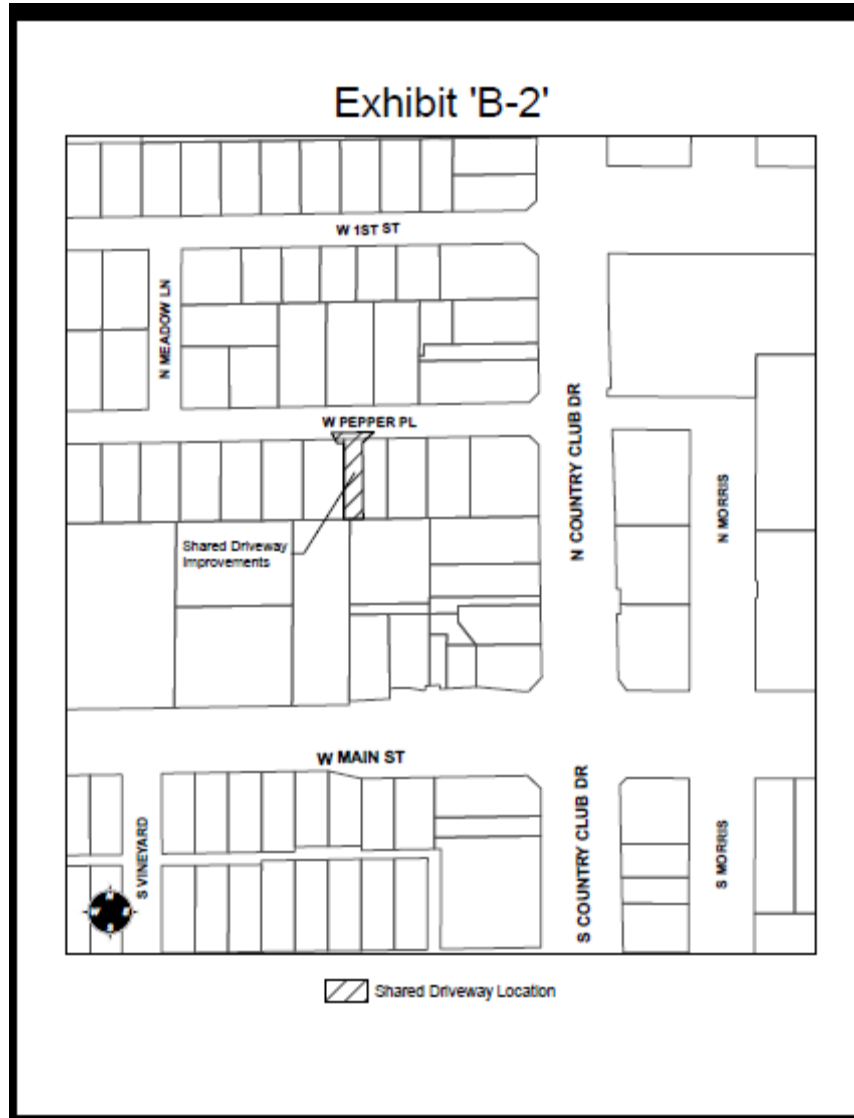 Exhibit 'B-2'
W 1ST ST
N MEADOW LN
W PEPPER PL
N COUNTRY CLUB DR
N MORRIS
Shared Driveway
Improvements
W MAIN ST
S VINEYARD
S COUNTRY CLUB DR
S MORRIS
N
W
E
S
Shared Driveway Location